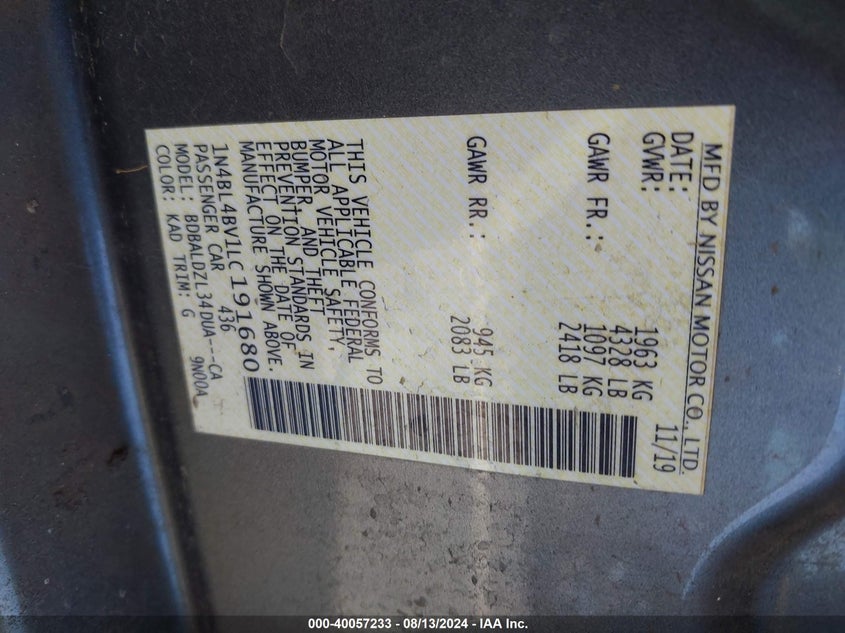 MFD BY NISSAN MOTOR CO., LTD.
DATE: 11/19
GVWR: 1963 KG
4328 LB
GAWR FR.: 1097 KG
2418 LB
GAWR RR.: 945 KG
2083 LB
THIS VEHICLE CONFORMS TO
ALL APPLICABLE FEDERAL
MOTOR VEHICLE SAFETY,
BUMPER, AND THEFT
PREVENTION STANDARDS IN
EFFECT ON THE DATE OF
MANUFACTURE SHOWN ABOVE.
1N4BL4BV1LC191680
PASSENGER CAR 436
MODEL: BDBALDZL34DUA---CA
COLOR: KAD TRIM: G 9N00A
000-40057233 - 08/13/2024 - IAA Inc.